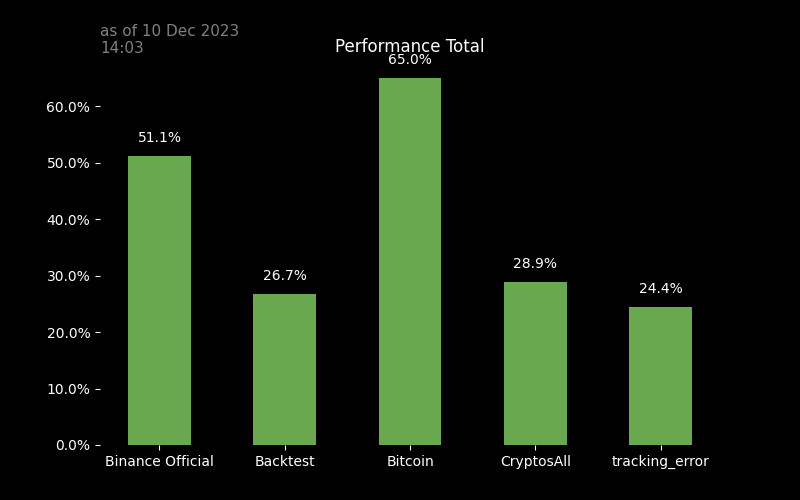 as of 10 Dec 2023
14:03
Performance Total
65.0%
60.0%
51.1%
50.0%
40.0%
30.0%
28.9%
26.7%
24.4%
20.0%
10.0%
0.0%
Binance Official
Backtest
Bitcoin
CryptosAll
tracking_error